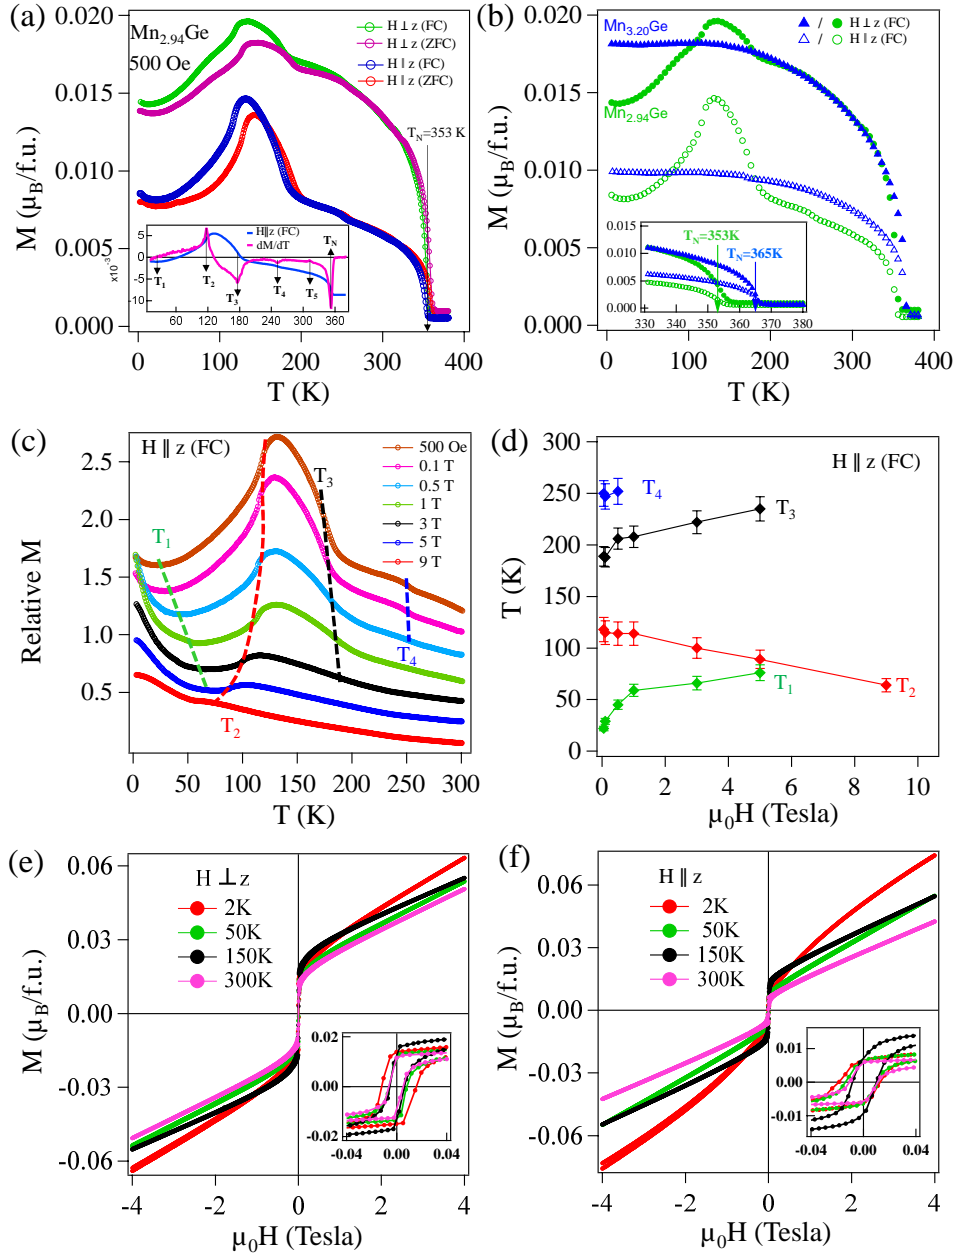 (a)
Mn2.94Ge
500 Oe
H ⊥ z (FC)
H ⊥ z (ZFC)
H ∥ z (FC)
H ∥ z (ZFC)
TN=353 K
0.020
0.015
0.010
0.005
0.000
M (μB/f.u.)
0 100 200 300 400
T (K)
H∥z (FC)
dM/dT
x10-3
5
0
-5
-10
60 120 180 240 300 360
T1
T2
T3
T4
T5
TN
(b)
Mn3.20Ge
Mn2.94Ge
/ H ⊥ z (FC)
/ H ∥ z (FC)
0.020
0.015
0.010
0.005
0.000
M (μB/f.u.)
0 100 200 300 400
T (K)
TN=353K
TN=365K
0.015
0.010
0.005
0.000
330 340 350 360 370 380
(c)
H ∥ z (FC)
500 Oe
0.1 T
0.5 T
1 T
3 T
5 T
9 T
T1
T2
T3
T4
2.5
2.0
1.5
1.0
0.5
Relative M
0 50 100 150 200 250 300
T (K)
(d)
H ∥ z (FC)
T4
T3
T1
T2
300
250
200
150
100
50
0
T (K)
0 2 4 6 8 10
μ0H (Tesla)
(e)
H ⊥ z
2K
50K
150K
300K
0.06
0.03
0.00
-0.03
-0.06
M (μB/f.u.)
-4 -2 0 2 4
μ0H (Tesla)
0.02
0.00
-0.02
-0.04 0.00 0.04
(f)
H ∥ z
2K
50K
150K
300K
0.06
0.03
0.00
-0.03
-0.06
M (μB/f.u.)
-4 -2 0 2 4
μ0H (Tesla)
0.01
0.00
-0.01
-0.04 0.00 0.04